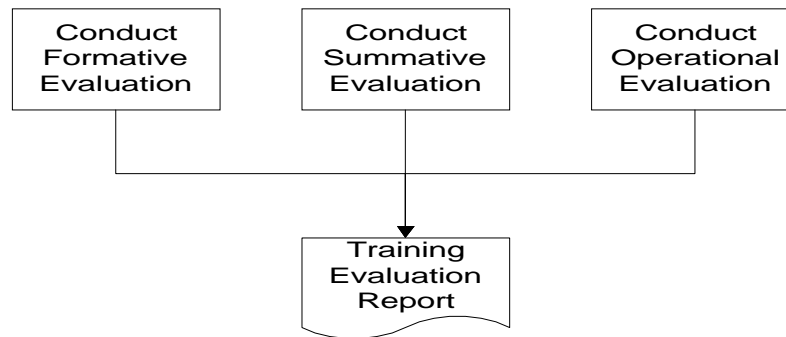 Conduct
Formative
Evaluation
Conduct
Summative
Evaluation
Conduct
Operational
Evaluation
Training
Evaluation
Report